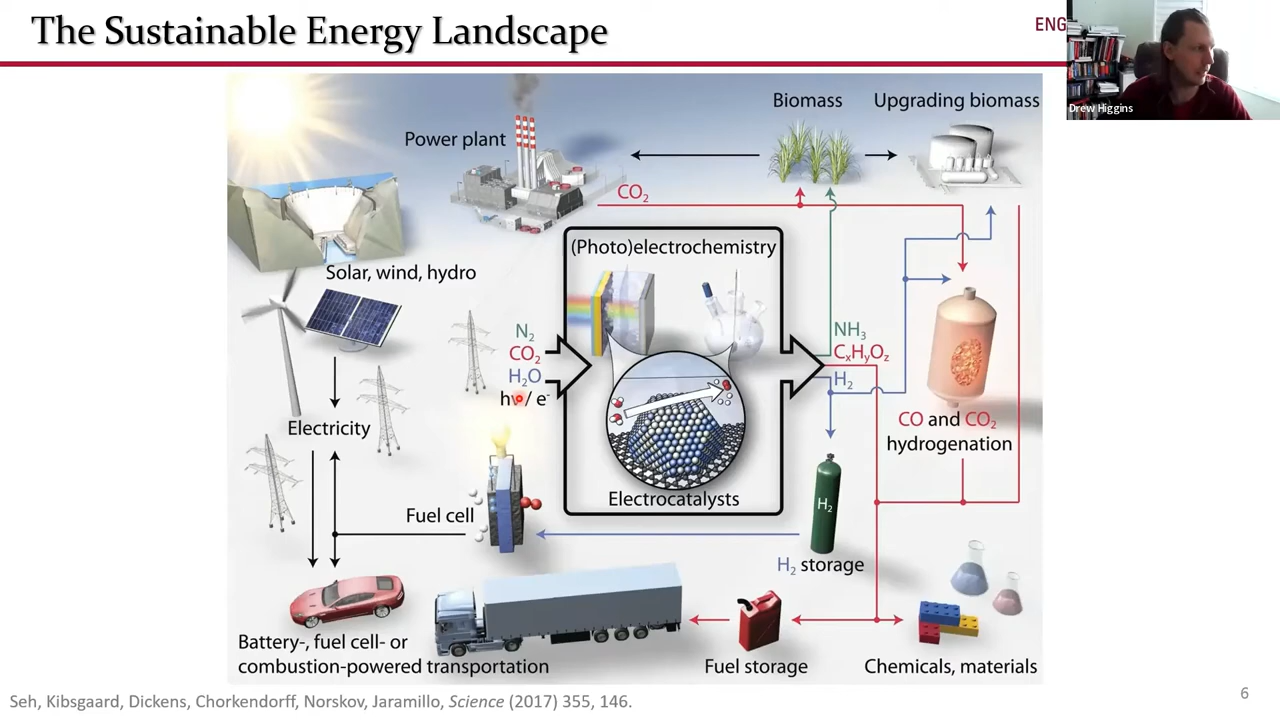 The Sustainable Energy Landscape
ENG
Drew Higgins
Biomass
Upgrading biomass
Power plant
CO₂
(Photo)electrochemistry
Solar, wind, hydro
N₂
CO₂
H₂O
hν/ e⁻
NH₃
CₓHᵧO_z
H₂
CO and CO₂
hydrogenation
Electricity
Electrocatalysts
Fuel cell
H₂
H₂ storage
Battery-, fuel cell- or
combustion-powered transportation
Fuel storage
Chemicals, materials
Seh, Kibsgaard, Dickens, Chorkendorff, Norskov, Jaramillo, Science (2017) 355, 146.
6